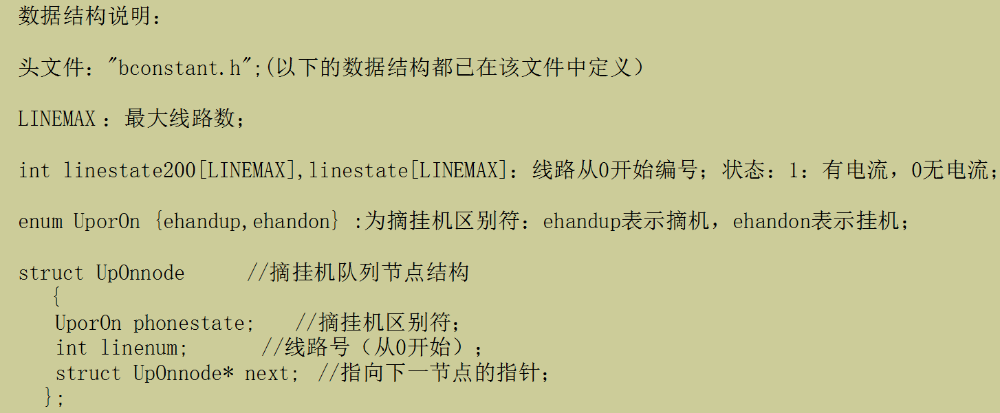 数据结构说明：
头文件："bconstant.h";(以下的数据结构都已在该文件中定义）
LINEMAX：最大线路数；
int linestate200[LINEMAX],linestate[LINEMAX]：线路从0开始编号；状态：1：有电流，0无电流；
enum UporOn {ehandup,ehandon} :为摘挂机区别符：ehandup表示摘机，ehandon表示挂机；
struct UpOnnode //摘挂机队列节点结构
{
UporOn phonestate; //摘挂机区别符；
int linenum; //线路号（从0开始）；
struct UpOnnode* next; //指向下一节点的指针；
};